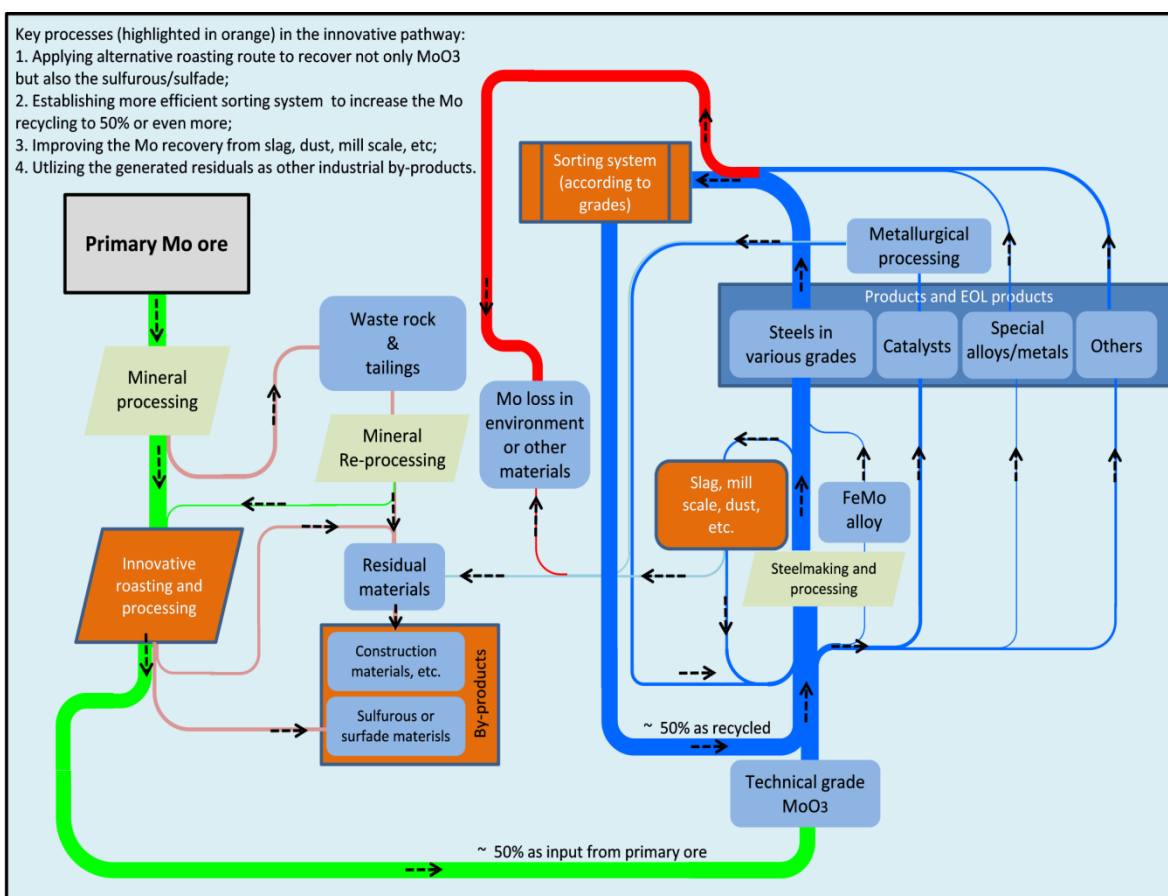 Key processes (highlighted in orange) in the innovative pathway:
1. Applying alternative roasting route to recover not only MoO3
but also the sulfurous/sulfade;
2. Establishing more efficient sorting system to increase the Mo
recycling to 50% or even more;
3. Improving the Mo recovery from slag, dust, mill scale, etc;
4. Utlizing the generated residuals as other industrial by-products.
Primary Mo ore
Sorting system
(according to
grades)
Metallurgical
processing
Products and EOL products
Steels in
various grades
Catalysts
Special
alloys/metals
Others
Waste rock
&
tailings
Mineral
processing
Mineral
Re-processing
Mo loss in
environment
or other
materials
Slag, mill
scale, dust,
etc.
FeMo
alloy
Steelmaking and
processing
Innovative
roasting and
processing
Residual
materials
Construction
materials, etc.
Sulfurous or
surfade materisls
By-products
~ 50% as recycled
Technical grade
MoO3
~ 50% as input from primary ore